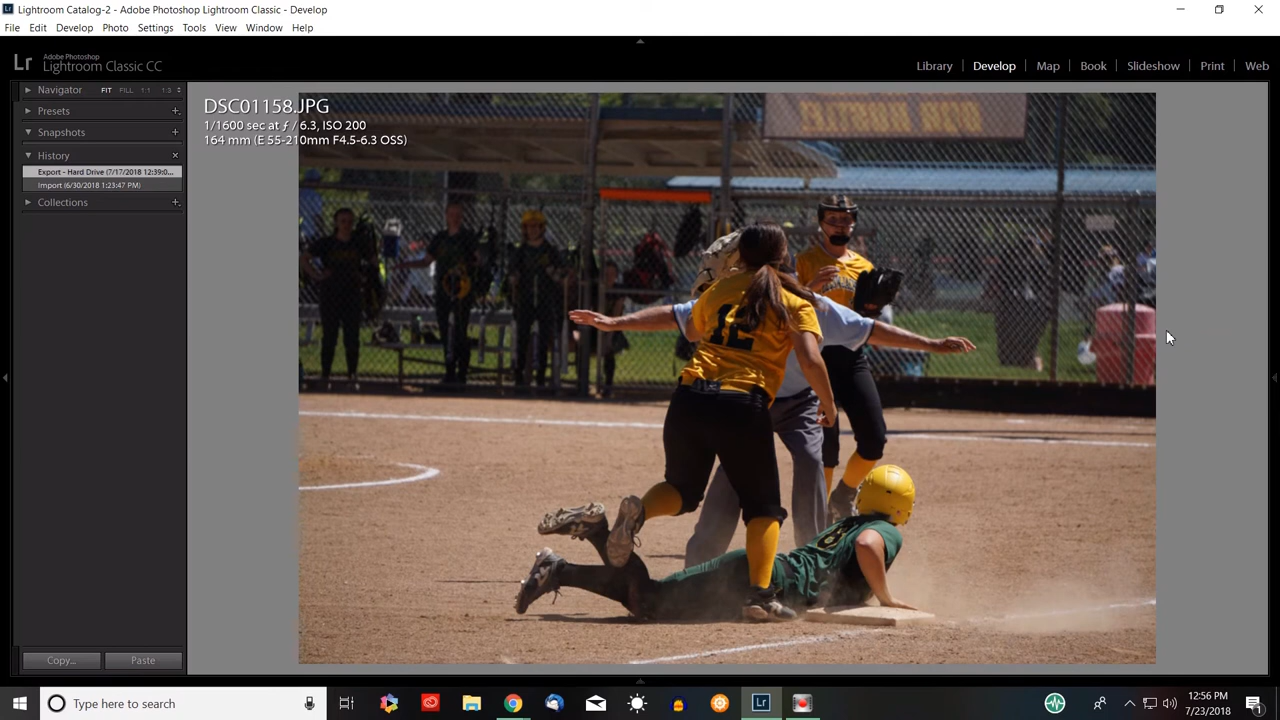 Lightroom Catalog-2 - Adobe Photoshop Lightroom Classic - Develop
File Edit Develop Photo Settings Tools View Window Help
Lr Adobe Photoshop
Lightroom Classic CC
Library Develop Map Book Slideshow Print Web
Navigator FIT FILL 1:1 1:3
Presets
Snapshots
History
Export - Hard Drive (7/17/2018 12:39:0...
Import (6/30/2018 1:23:47 PM)
Collections
DSC01158.JPG
1/1600 sec at ƒ / 6.3, ISO 200
164 mm (E 55-210mm F4.5-6.3 OSS)
12
Copy... Paste
Type here to search
Lr
12:56 PM
7/23/2018
1